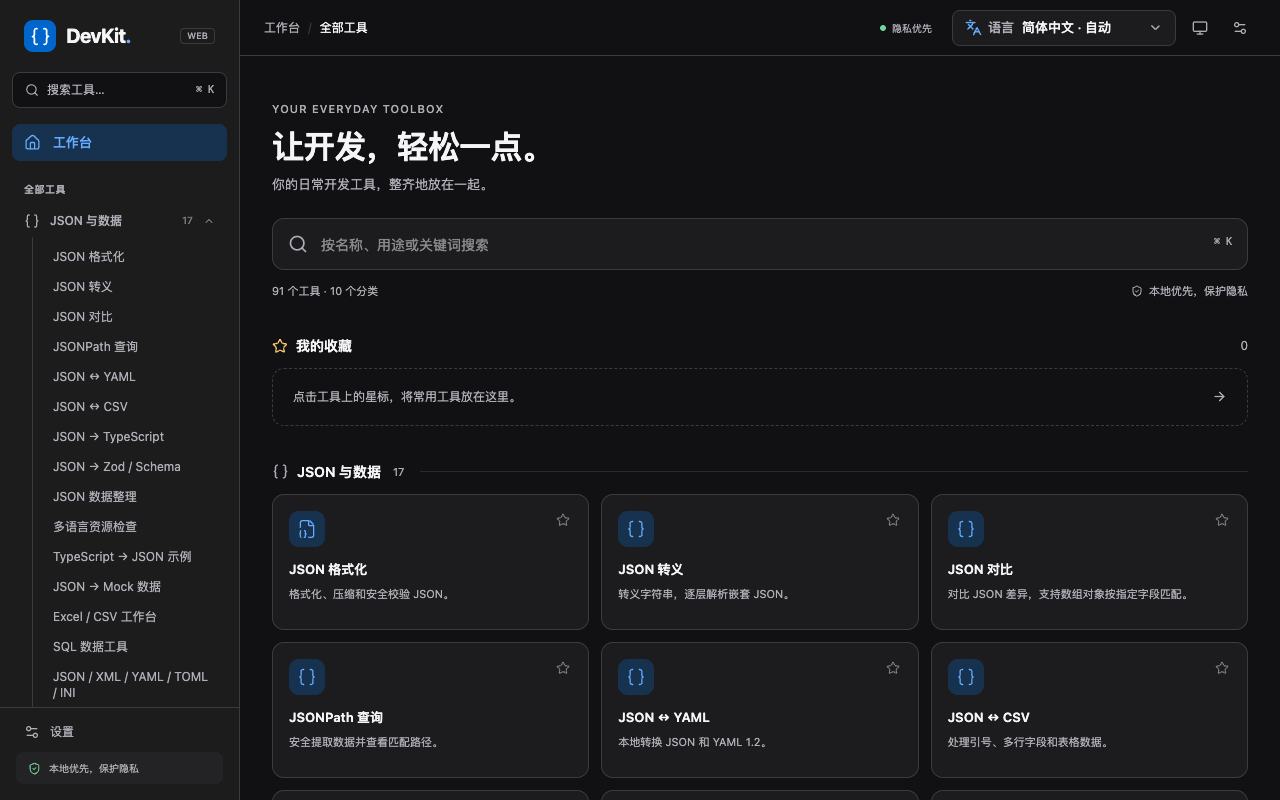 DevKit.
WEB
搜索工具...
⌘ K
工作台
全部工具
JSON 与数据
17
JSON 格式化
JSON 转义
JSON 对比
JSONPath 查询
JSON ↔ YAML
JSON ↔ CSV
JSON → TypeScript
JSON → Zod / Schema
JSON 数据整理
多语言资源检查
TypeScript → JSON 示例
JSON → Mock 数据
Excel / CSV 工作台
SQL 数据工具
JSON / XML / YAML / TOML
/ INI
设置
本地优先，保护隐私
工作台 / 全部工具
隐私优先
语言 简体中文 · 自动
YOUR EVERYDAY TOOLBOX
让开发，轻松一点。
你的日常开发工具，整齐地放在一起。
按名称、用途或关键词搜索
⌘ K
91 个工具 · 10 个分类
本地优先，保护隐私
我的收藏
0
点击工具上的星标，将常用工具放在这里。
JSON 与数据 17
JSON 格式化
格式化、压缩和安全校验 JSON。
JSON 转义
转义字符串，逐层解析嵌套 JSON。
JSON 对比
对比 JSON 差异，支持数组对象按指定字段匹配。
JSONPath 查询
安全提取数据并查看匹配路径。
JSON ↔ YAML
本地转换 JSON 和 YAML 1.2。
JSON ↔ CSV
处理引号、多行字段和表格数据。